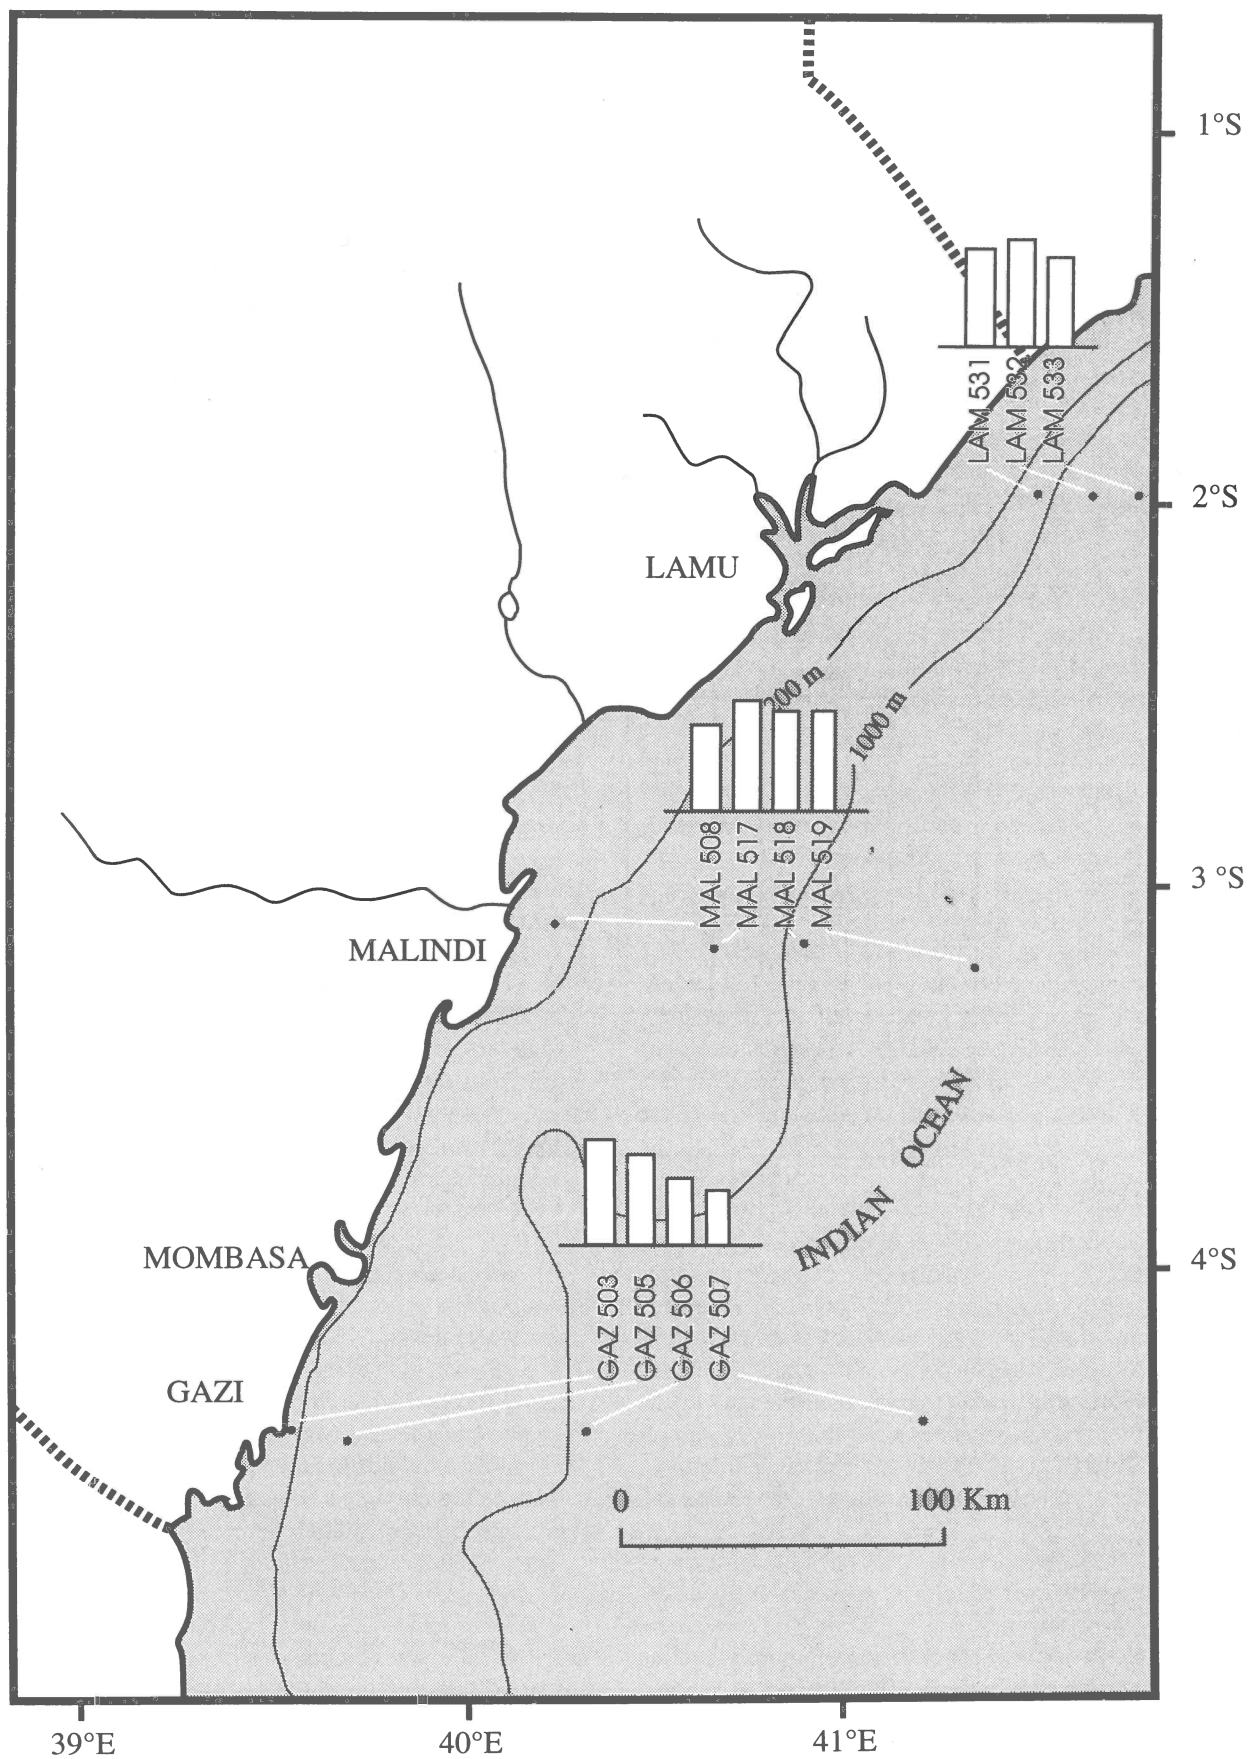 1°S
LAM 531
LAM 532
LAM 533
2°S
LAMU
200 m
1000 m
MAL 508
MAL 517
MAL 518
MAL 519
3 °S
MALINDI
INDIAN OCEAN
MOMBASA
4°S
GAZ 503
GAZ 505
GAZ 506
GAZ 507
GAZI
0
100 Km
39°E
40°E
41°E